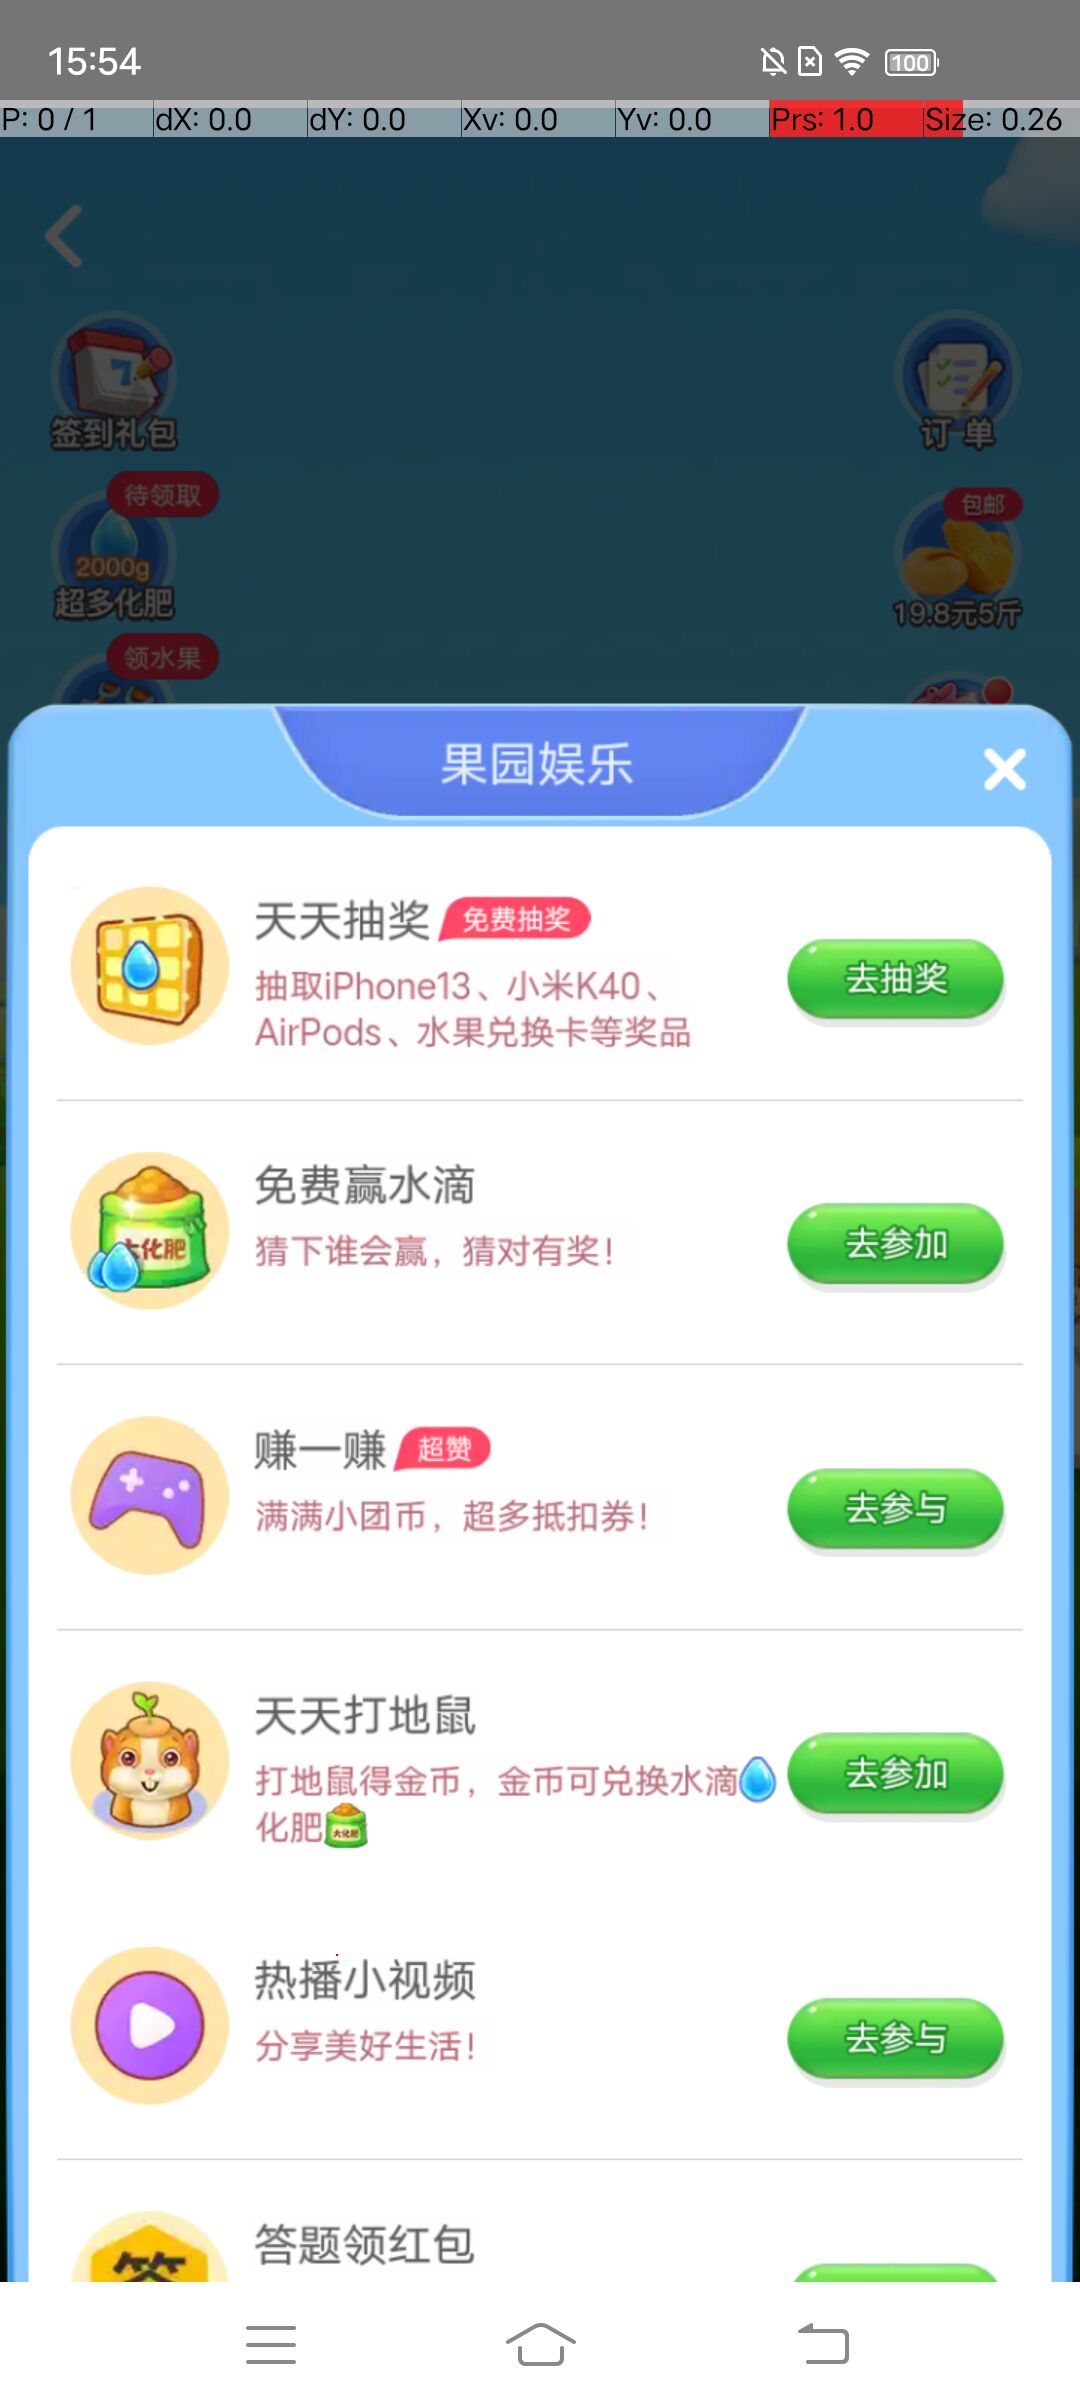 15:54
100
P: 0 / 1 dX: 0.0 dY: 0.0 Xv: 0.0 Yv: 0.0 Prs: 1.0 Size: 0.26
7
签到礼包
订单
待领取
包邮
2000g
超多化肥
19.8元5斤
领水果
果园娱乐
天天抽奖 免费抽奖
抽取iPhone13、小米K40、
AirPods、水果兑换卡等奖品
去抽奖
大化肥
免费赢水滴
猜下谁会赢，猜对有奖！
去参加
赚一赚 超赞
满满小团币，超多抵扣券！
去参与
天天打地鼠
打地鼠得金币，金币可兑换水滴
化肥
大化肥
去参加
热播小视频
分享美好生活！
去参与
答题领红包